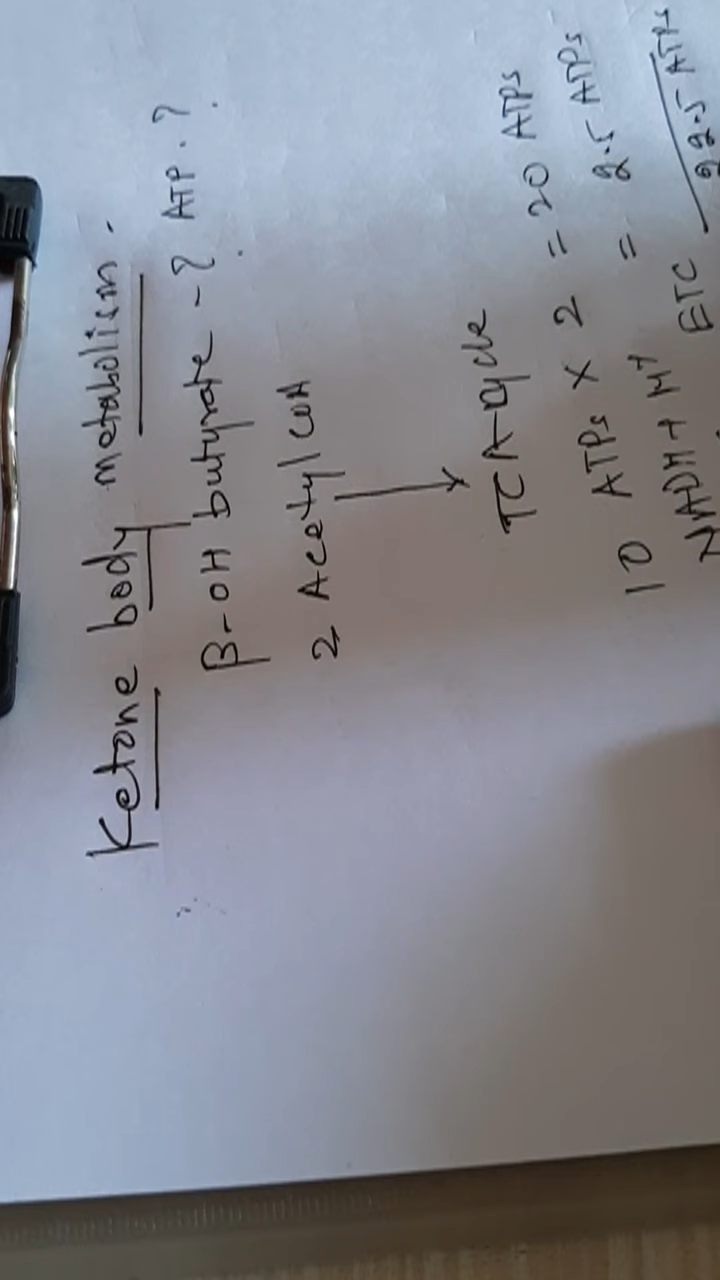 Ketone body metabolism.
β-OH butyrate - ? ATP. ?
2 Acetyl CoA
TCA cycle
10 ATPs × 2 = 20 ATPs
NADH + H⁺ = 2.5 ATPs
ETC 22.5 ATPs